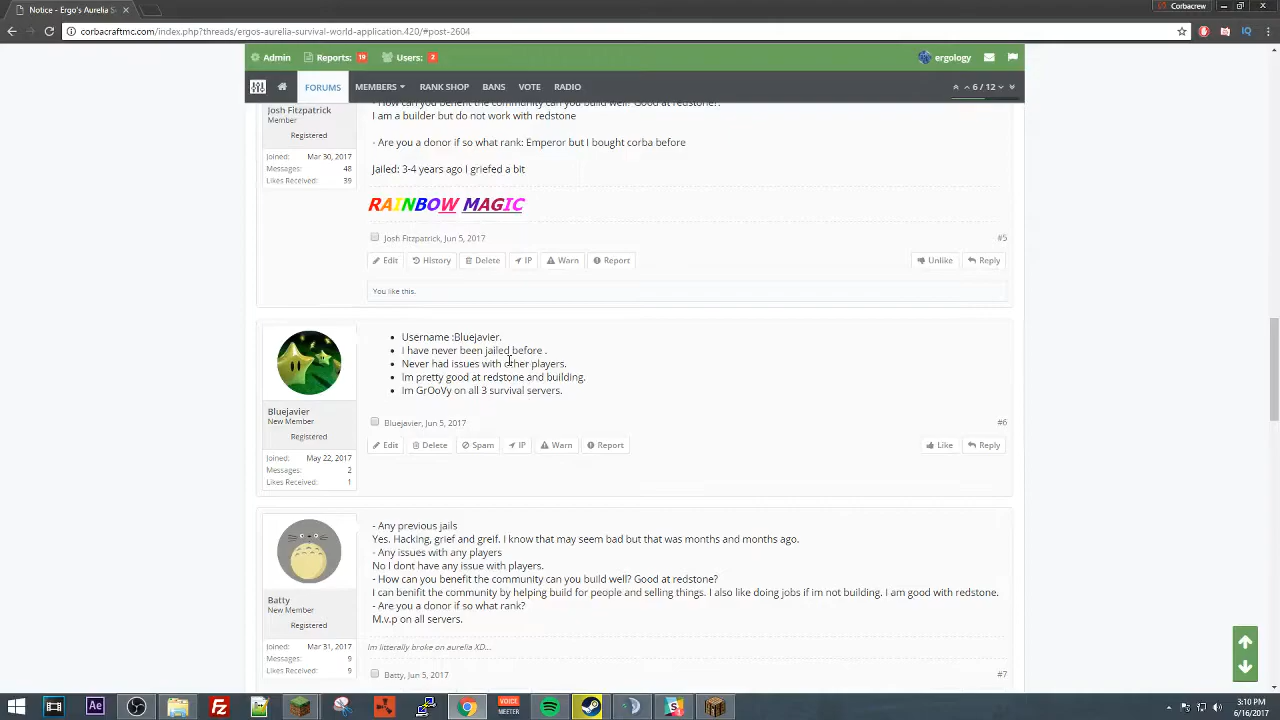 Notice - Ergo's Aurelia S
Corbacrew
corbacraftmc.com/index.php?threads/ergos-aurelia-survival-world-application.420/#post-2604
Admin Reports: 19 Users: 2 ergology
FORUMS MEMBERS RANK SHOP BANS VOTE RADIO 6 / 12
Josh Fitzpatrick
Member
Registered
Joined: Mar 30, 2017
Messages: 48
Likes Received: 39
- How can you benefit the community can you build well? Good at redstone?:
I am a builder but do not work with redstone
- Are you a donor if so what rank: Emperor but I bought corba before
Jailed: 3-4 years ago I griefed a bit
RAINBOW MAGIC
Josh Fitzpatrick, Jun 5, 2017 #5
Edit History Delete IP Warn Report Unlike Reply
You like this.
Bluejavier
New Member
Registered
Joined: May 22, 2017
Messages: 2
Likes Received: 1
• Username :Bluejavier.
• I have never been jailed before .
• Never had issues with other players.
• Im pretty good at redstone and building.
• Im GrOoVy on all 3 survival servers.
Bluejavier, Jun 5, 2017 #6
Edit Delete Spam IP Warn Report Like Reply
Batty
New Member
Registered
Joined: Mar 31, 2017
Messages: 9
Likes Received: 9
- Any previous jails
Yes. Hacking, grief and greif. I know that may seem bad but that was months and months ago.
- Any issues with any players
No I dont have any issue with players.
- How can you benefit the community can you build well? Good at redstone?
I can benifit the community by helping build for people and selling things. I also like doing jobs if im not building. I am good with redstone.
- Are you a donor if so what rank?
M.v.p on all servers.
Im litterally broke on aurelia XD...
Batty, Jun 5, 2017 #7
Ae
Fz
VOICE
MEETER
3:10 PM
6/16/2017